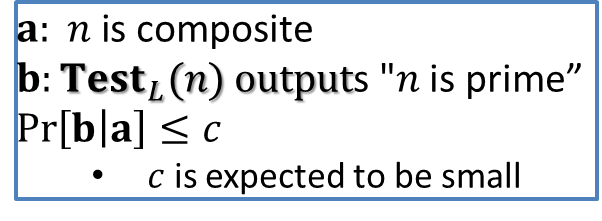 a: n is composite
b: Test_L(n) outputs "n is prime”
Pr[b|a] ≤ c
• c is expected to be small